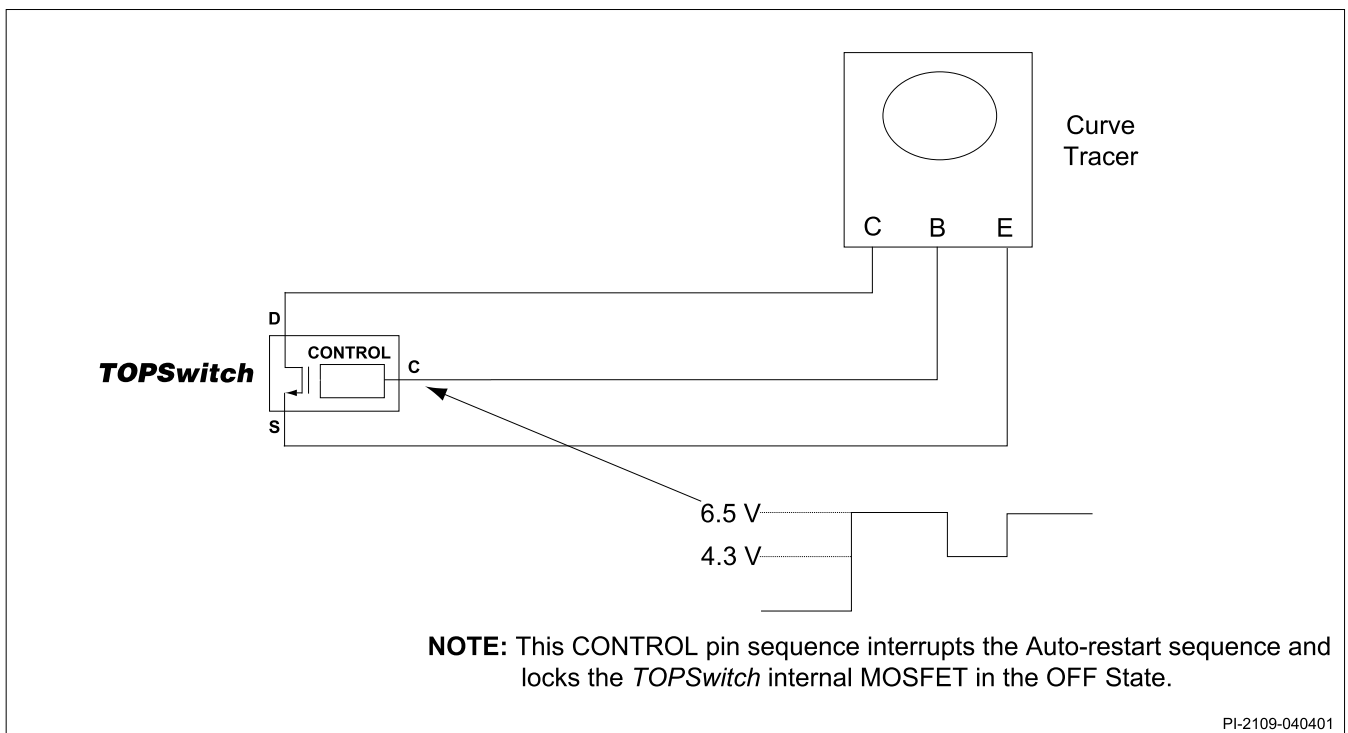 Curve
Tracer
C B E
D
TOPSwitch
CONTROL
C
S
6.5 V
4.3 V
NOTE: This CONTROL pin sequence interrupts the Auto-restart sequence and
locks the TOPSwitch internal MOSFET in the OFF State.
PI-2109-040401